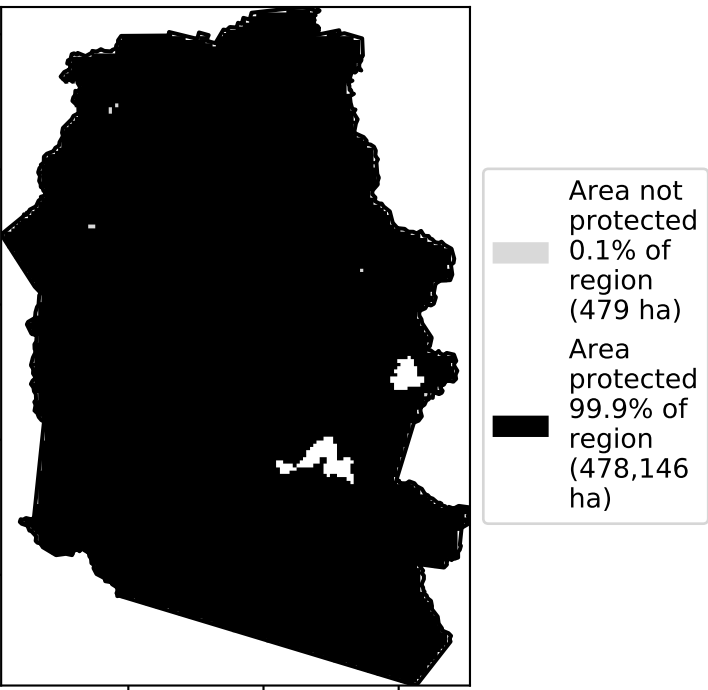 Area not
protected
0.1% of
region
(479 ha)
Area
protected
99.9% of
region
(478,146
ha)